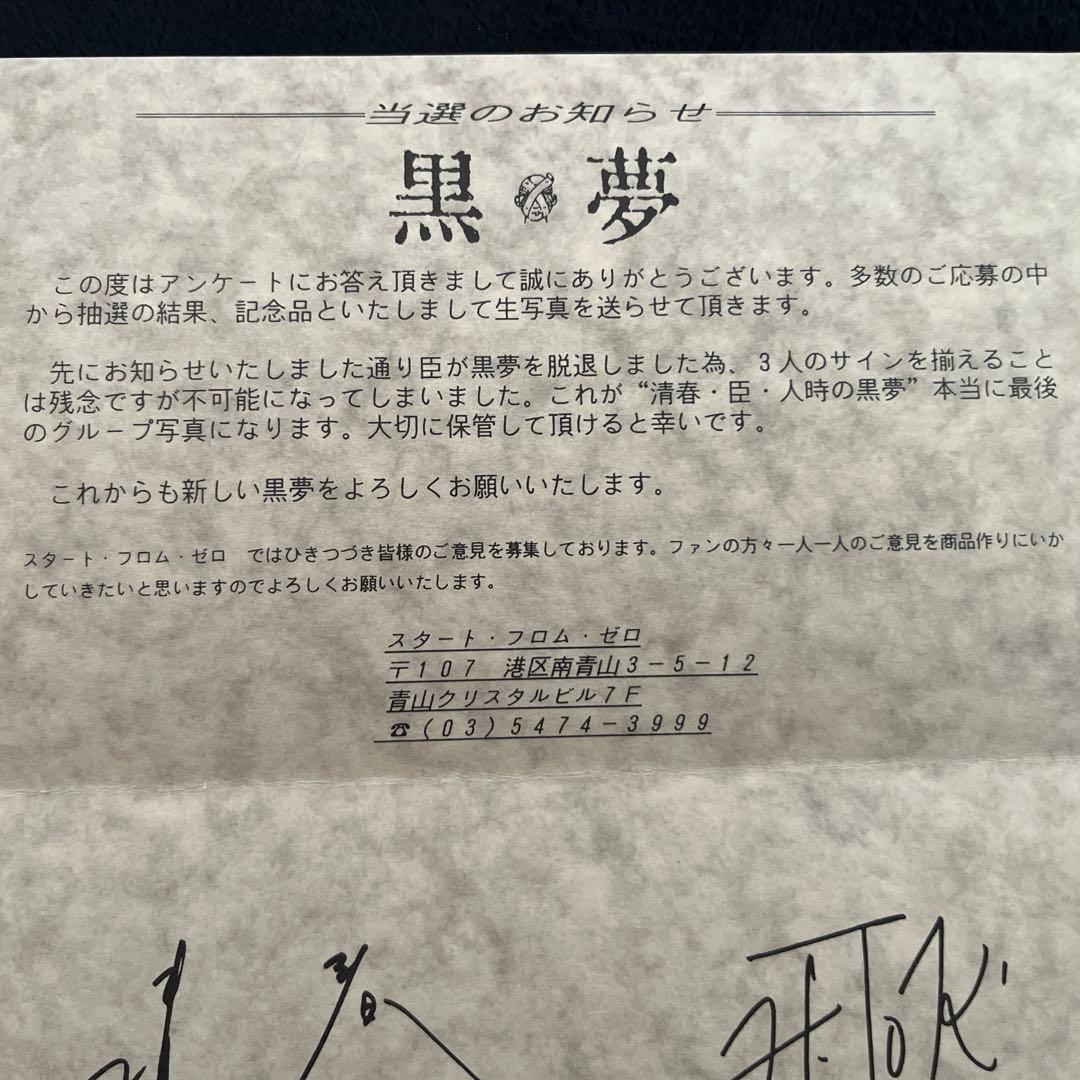 当選のお知らせ
黒夢
この度はアンケートにお答え頂きまして誠にありがとうございます。多数のご応募の中
から抽選の結果、記念品といたしまして生写真を送らせて頂きます。
先にお知らせいたしました通り臣が黒夢を脱退しました為、3人のサインを揃えること
は残念ですが不可能になってしまいました。これが“清春・臣・人時の黒夢”本当に最後
のグループ写真になります。大切に保管して頂けると幸いです。
これからも新しい黒夢をよろしくお願いいたします。
スタート・フロム・ゼロ ではひきつづき皆様のご意見を募集しております。ファンの方々一人一人のご意見を商品作りにいか
していきたいと思いますのでよろしくお願いいたします。
スタート・フロム・ゼロ
〒107 港区南青山3-5-12
青山クリスタルビル7F
☎(03)5474-3999